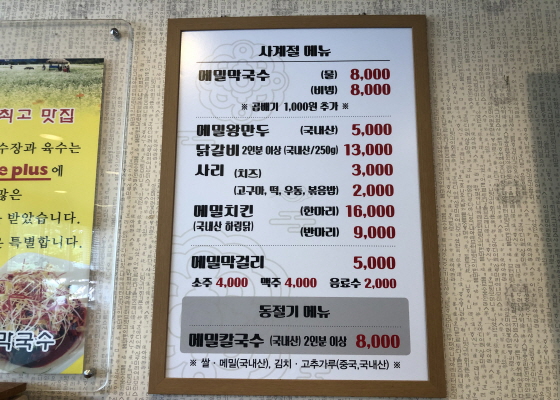 최고 맛집
수장과 육수는
e plus에
많은
받았습니다.
특별합니다.
막국수
사계절 메뉴
메밀막국수 (물) 8,000
(비빔) 8,000
※ 곱빼기 1,000원 추가 ※
메밀왕만두 (국내산) 5,000
닭갈비 2인분 이상 (국내산/250g) 13,000
사리 (치즈) 3,000
(고구마, 떡, 우동, 볶음밥) 2,000
메밀치킨 (한마리) 16,000
(국내산 하림닭) (반마리) 9,000
메밀막걸리 5,000
소주 4,000 맥주 4,000 음료수 2,000
동절기 메뉴
메밀칼국수 (국내산) 2인분 이상 8,000
※ 쌀 · 메밀(국내산), 김치 · 고추가루(중국,국내산) ※